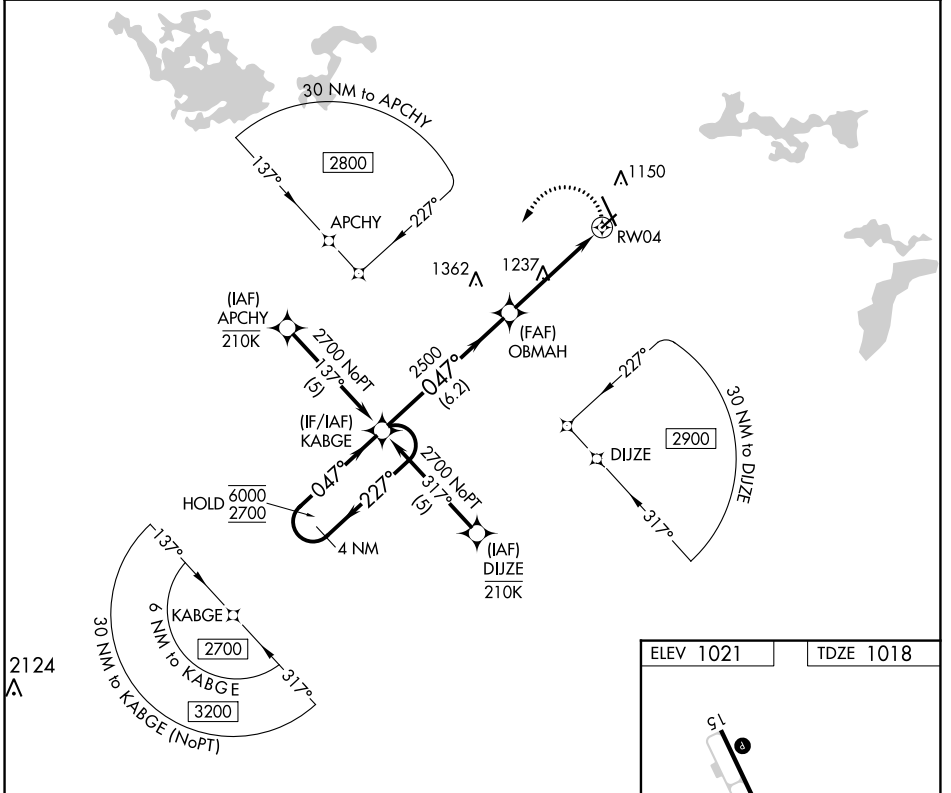 30 NM to APCHY
2800
137°
227°
APCHY
1150
RW04
1362
1237
(FAF)
OBMAH
(IAF)
APCHY
210K
2700 NoPT
137°
(5)
2500
047°
(6.2)
(IF/IAF)
KABGE
047°
227°
HOLD 6000
2700
4 NM
2700 NoPT
317°
(5)
(IAF)
DIJZE
210K
227°
30 NM to DIJZE
2900
DIJZE
317°
137°
KABGE
2700
6 NM to KABGE
317°
3200
30 NM to KABGE (NoPT)
2124
ELEV 1021
TDZE 1018
15
P